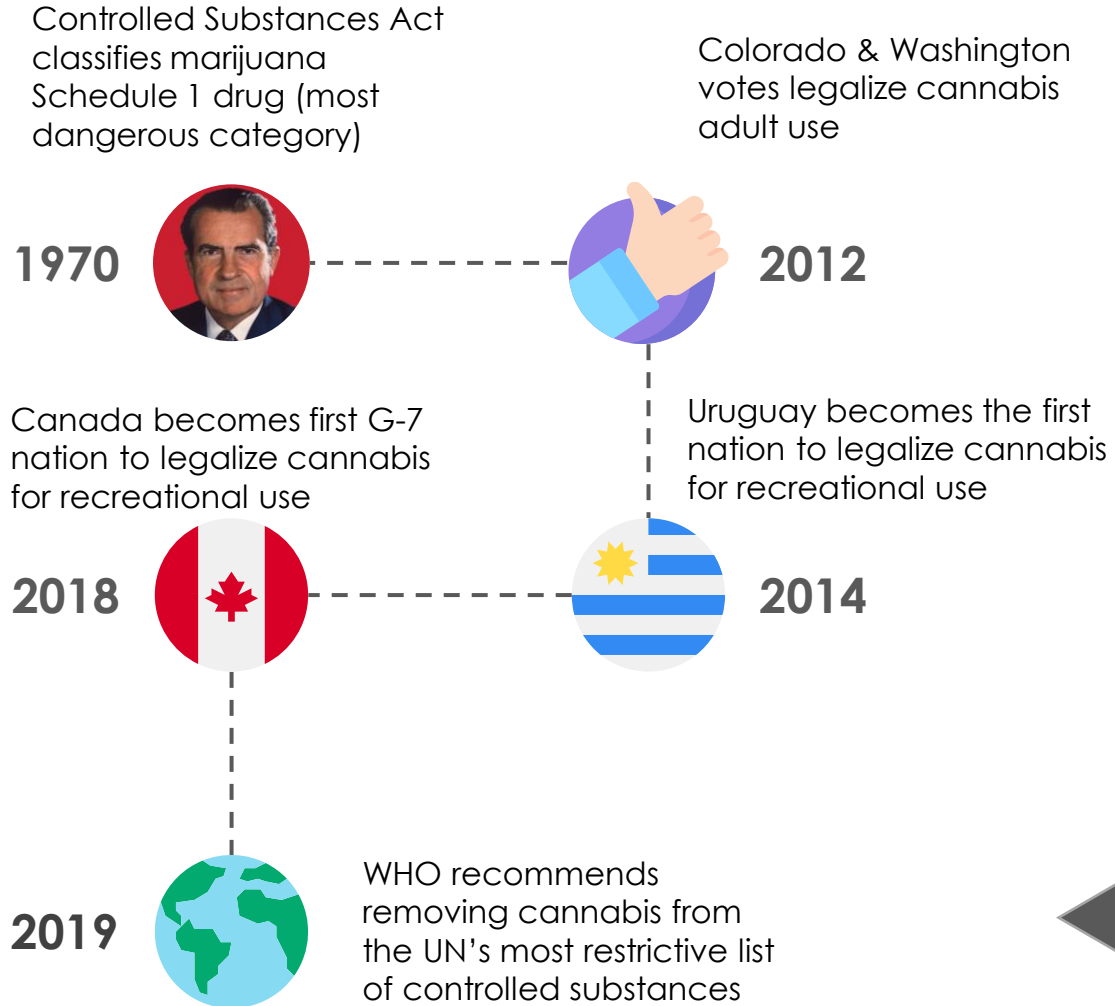 Controlled Substances Act
classifies marijuana
Schedule 1 drug (most
dangerous category)
1970
Colorado & Washington
votes legalize cannabis
adult use
2012
Uruguay becomes the first
nation to legalize cannabis
for recreational use
2014
Canada becomes first G-7
nation to legalize cannabis
for recreational use
2018
2019
WHO recommends
removing cannabis from
the UN’s most restrictive list
of controlled substances